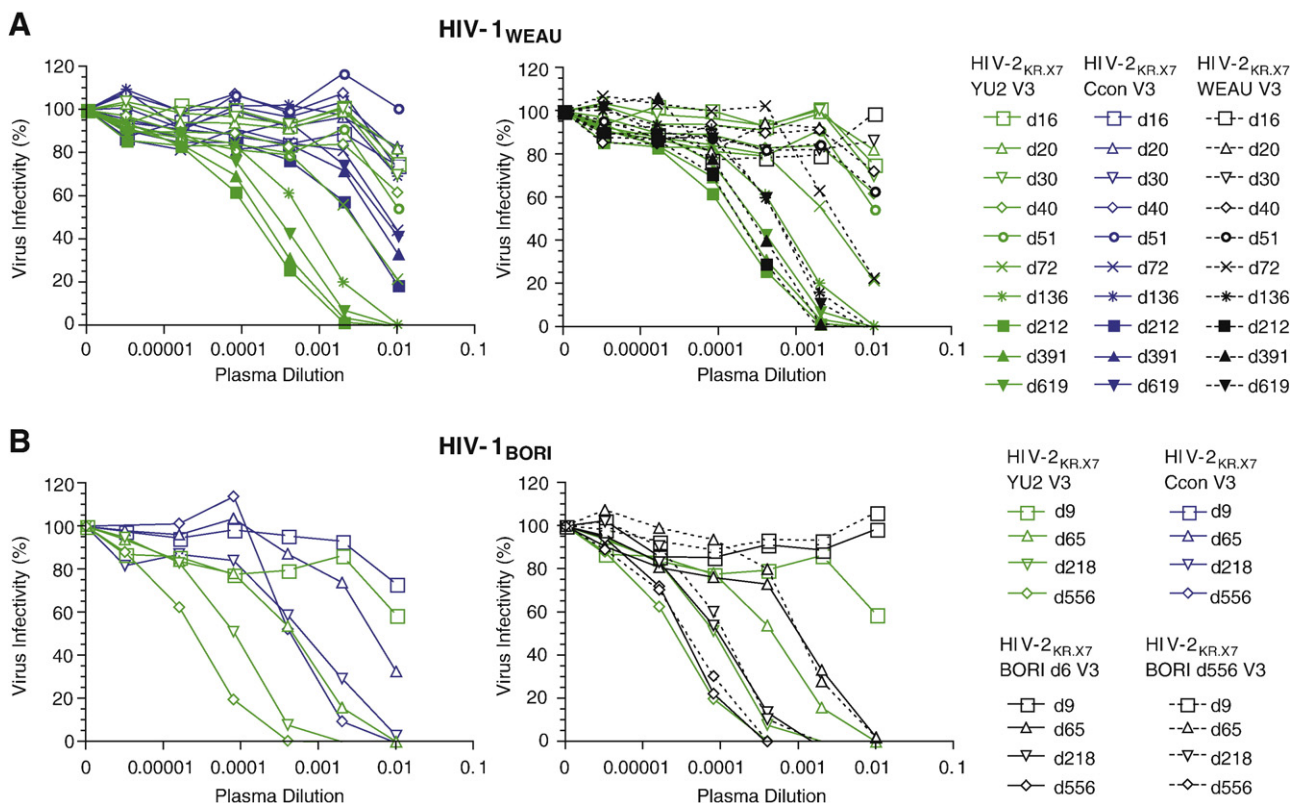 A
HIV-1WEAU
Virus Infectivity (%)
120
100
80
60
40
20
0
0 0.00001 0.0001 0.001 0.01 0.1
Plasma Dilution
Virus Infectivity (%)
120
100
80
60
40
20
0
0 0.00001 0.0001 0.001 0.01 0.1
Plasma Dilution
HIV-2KR.X7 HIV-2KR.X7 HIV-2KR.X7
YU2 V3 Ccon V3 WEAU V3
d16 d16 d16
d20 d20 d20
d30 d30 d30
d40 d40 d40
d51 d51 d51
d72 d72 d72
d136 d136 d136
d212 d212 d212
d391 d391 d391
d619 d619 d619
B
HIV-1BORI
Virus Infectivity (%)
120
100
80
60
40
20
0
0 0.00001 0.0001 0.001 0.01 0.1
Plasma Dilution
Virus Infectivity (%)
120
100
80
60
40
20
0
0 0.00001 0.0001 0.001 0.01 0.1
Plasma Dilution
HIV-2KR.X7 HIV-2KR.X7
YU2 V3 Ccon V3
d9 d9
d65 d65
d218 d218
d556 d556
HIV-2KR.X7 HIV-2KR.X7
BORI d6 V3 BORI d556 V3
d9 d9
d65 d65
d218 d218
d556 d556